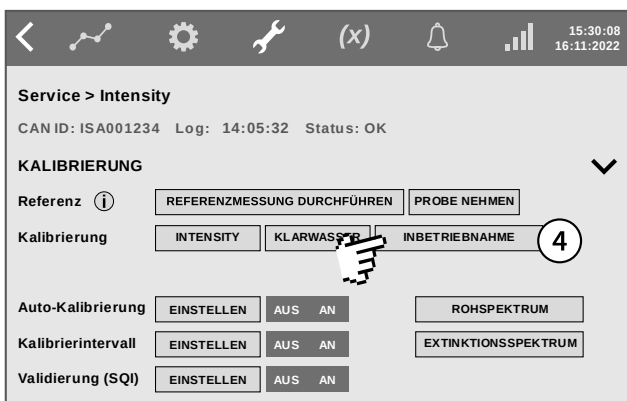 (x) 15:30:08
16:11:2022
Service > Intensity
CAN ID: ISA001234 Log: 14:05:32 Status: OK
KALIBRIERUNG
Referenz i REFERENZMESSUNG DURCHFÜHREN PROBE NEHMEN
Kalibrierung INTENSITY KLARWASSER INBETRIEBNAHME 4
Auto-Kalibrierung EINSTELLEN AUS AN ROHSPEKTRUM
Kalibrierintervall EINSTELLEN AUS AN EXTINKTIONSSPEKTRUM
Validierung (SQI) EINSTELLEN AUS AN